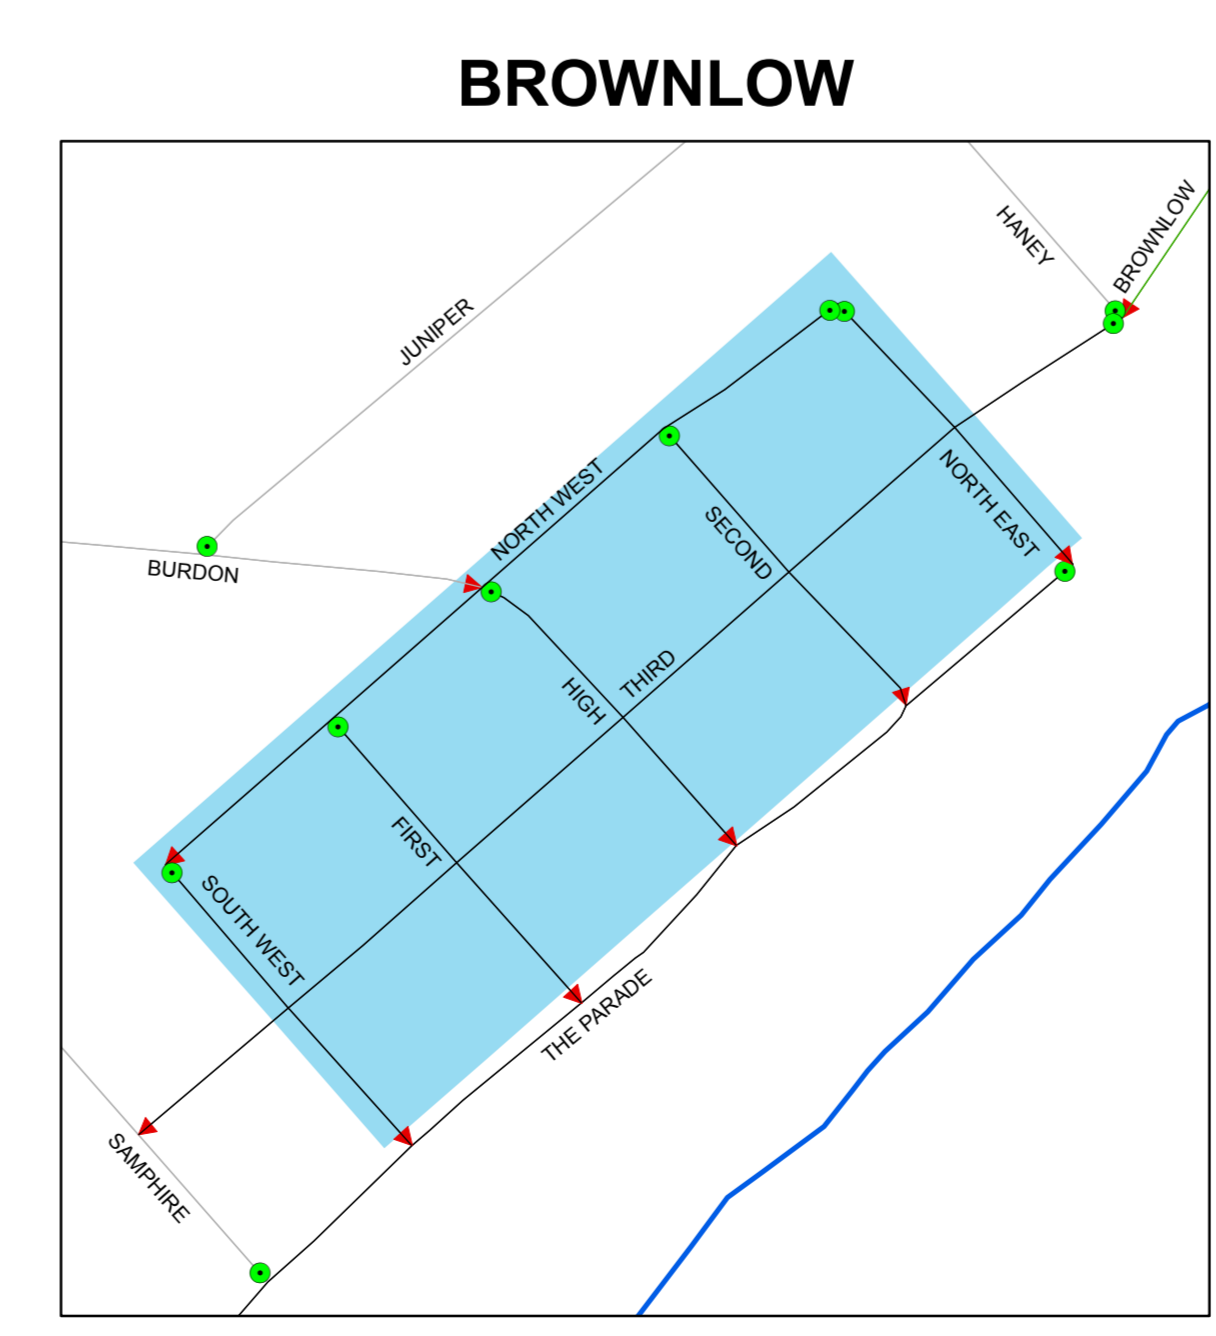 BROWNLOW
HANEY
BROWNLOW
JUNIPER
NORTH WEST
NORTH EAST
SECOND
BURDON
THIRD
HIGH
FIRST
SOUTH WEST
THE PARADE
SAMPHIRE